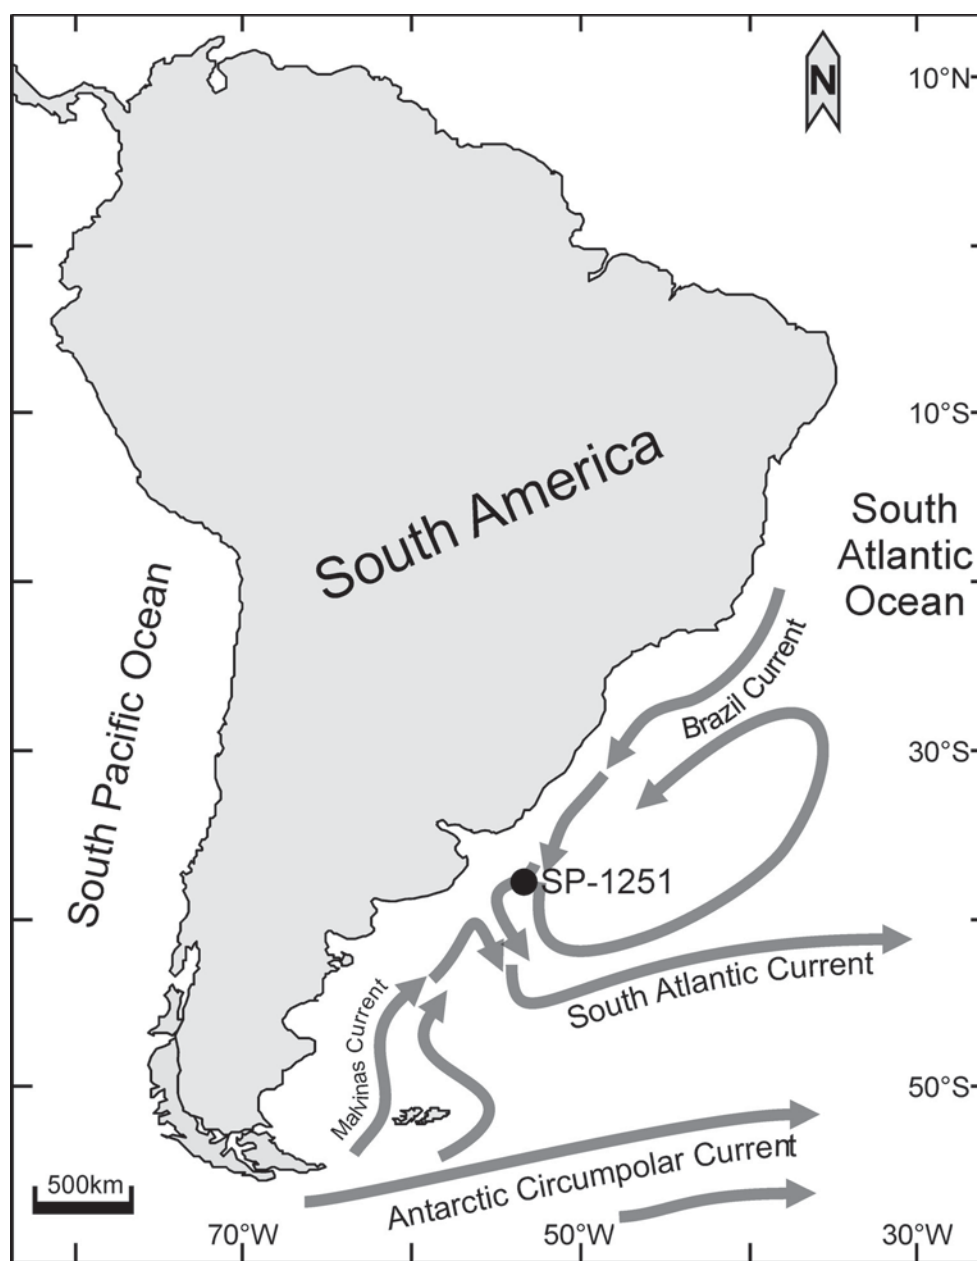 N
10°N
South America
10°S
South
Atlantic
Ocean
South Pacific Ocean
Brazil Current
30°S
SP-1251
South Atlantic Current
Malvinas Current
50°S
Antarctic Circumpolar Current
500km
70°W
50°W
30°W